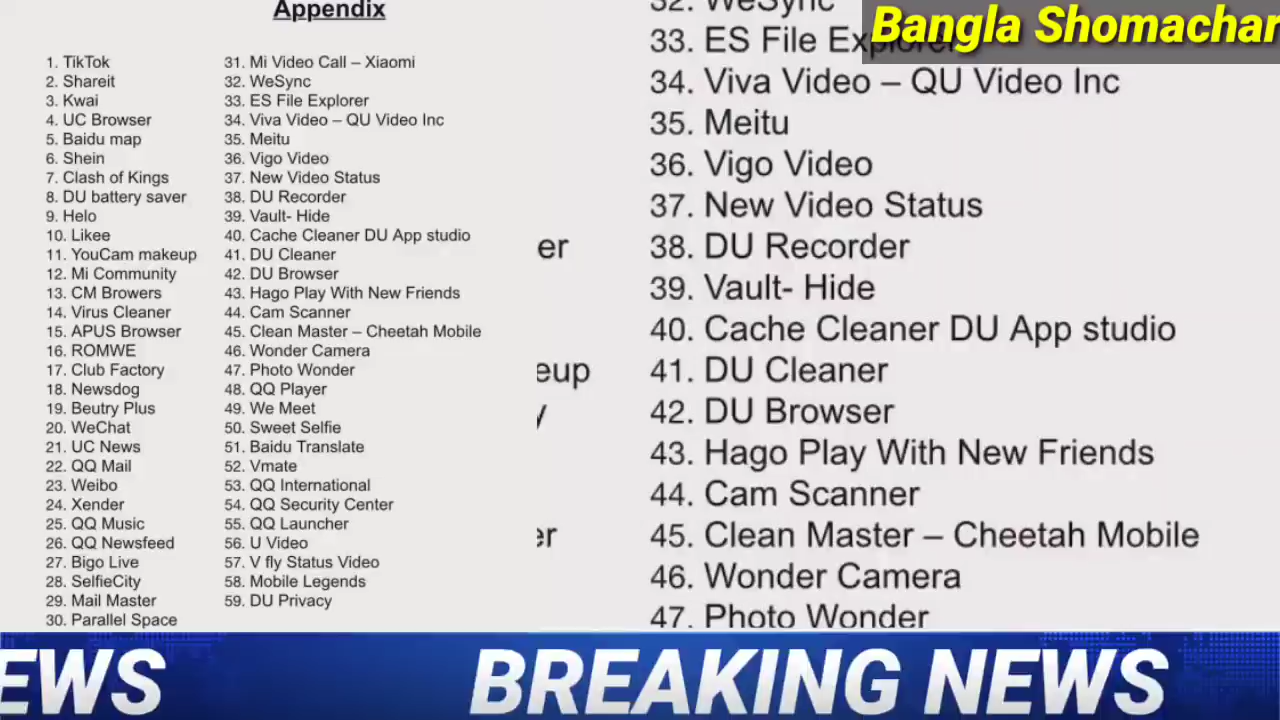 Appendix
1. TikTok
2. Shareit
3. Kwai
4. UC Browser
5. Baidu map
6. Shein
7. Clash of Kings
8. DU battery saver
9. Helo
10. Likee
11. YouCam makeup
12. Mi Community
13. CM Browers
14. Virus Cleaner
15. APUS Browser
16. ROMWE
17. Club Factory
18. Newsdog
19. Beutry Plus
20. WeChat
21. UC News
22. QQ Mail
23. Weibo
24. Xender
25. QQ Music
26. QQ Newsfeed
27. Bigo Live
28. SelfieCity
29. Mail Master
30. Parallel Space
31. Mi Video Call – Xiaomi
32. WeSync
33. ES File Explorer
34. Viva Video – QU Video Inc
35. Meitu
36. Vigo Video
37. New Video Status
38. DU Recorder
39. Vault- Hide
40. Cache Cleaner DU App studio
41. DU Cleaner
42. DU Browser
43. Hago Play With New Friends
44. Cam Scanner
45. Clean Master – Cheetah Mobile
46. Wonder Camera
47. Photo Wonder
48. QQ Player
49. We Meet
50. Sweet Selfie
51. Baidu Translate
52. Vmate
53. QQ International
54. QQ Security Center
55. QQ Launcher
56. U Video
57. V fly Status Video
58. Mobile Legends
59. DU Privacy
er
eup
y
er
Bangla Shomachar
32. WeSync
33. ES File Explorer
34. Viva Video – QU Video Inc
35. Meitu
36. Vigo Video
37. New Video Status
38. DU Recorder
39. Vault- Hide
40. Cache Cleaner DU App studio
41. DU Cleaner
42. DU Browser
43. Hago Play With New Friends
44. Cam Scanner
45. Clean Master – Cheetah Mobile
46. Wonder Camera
47. Photo Wonder
EWS BREAKING NEWS